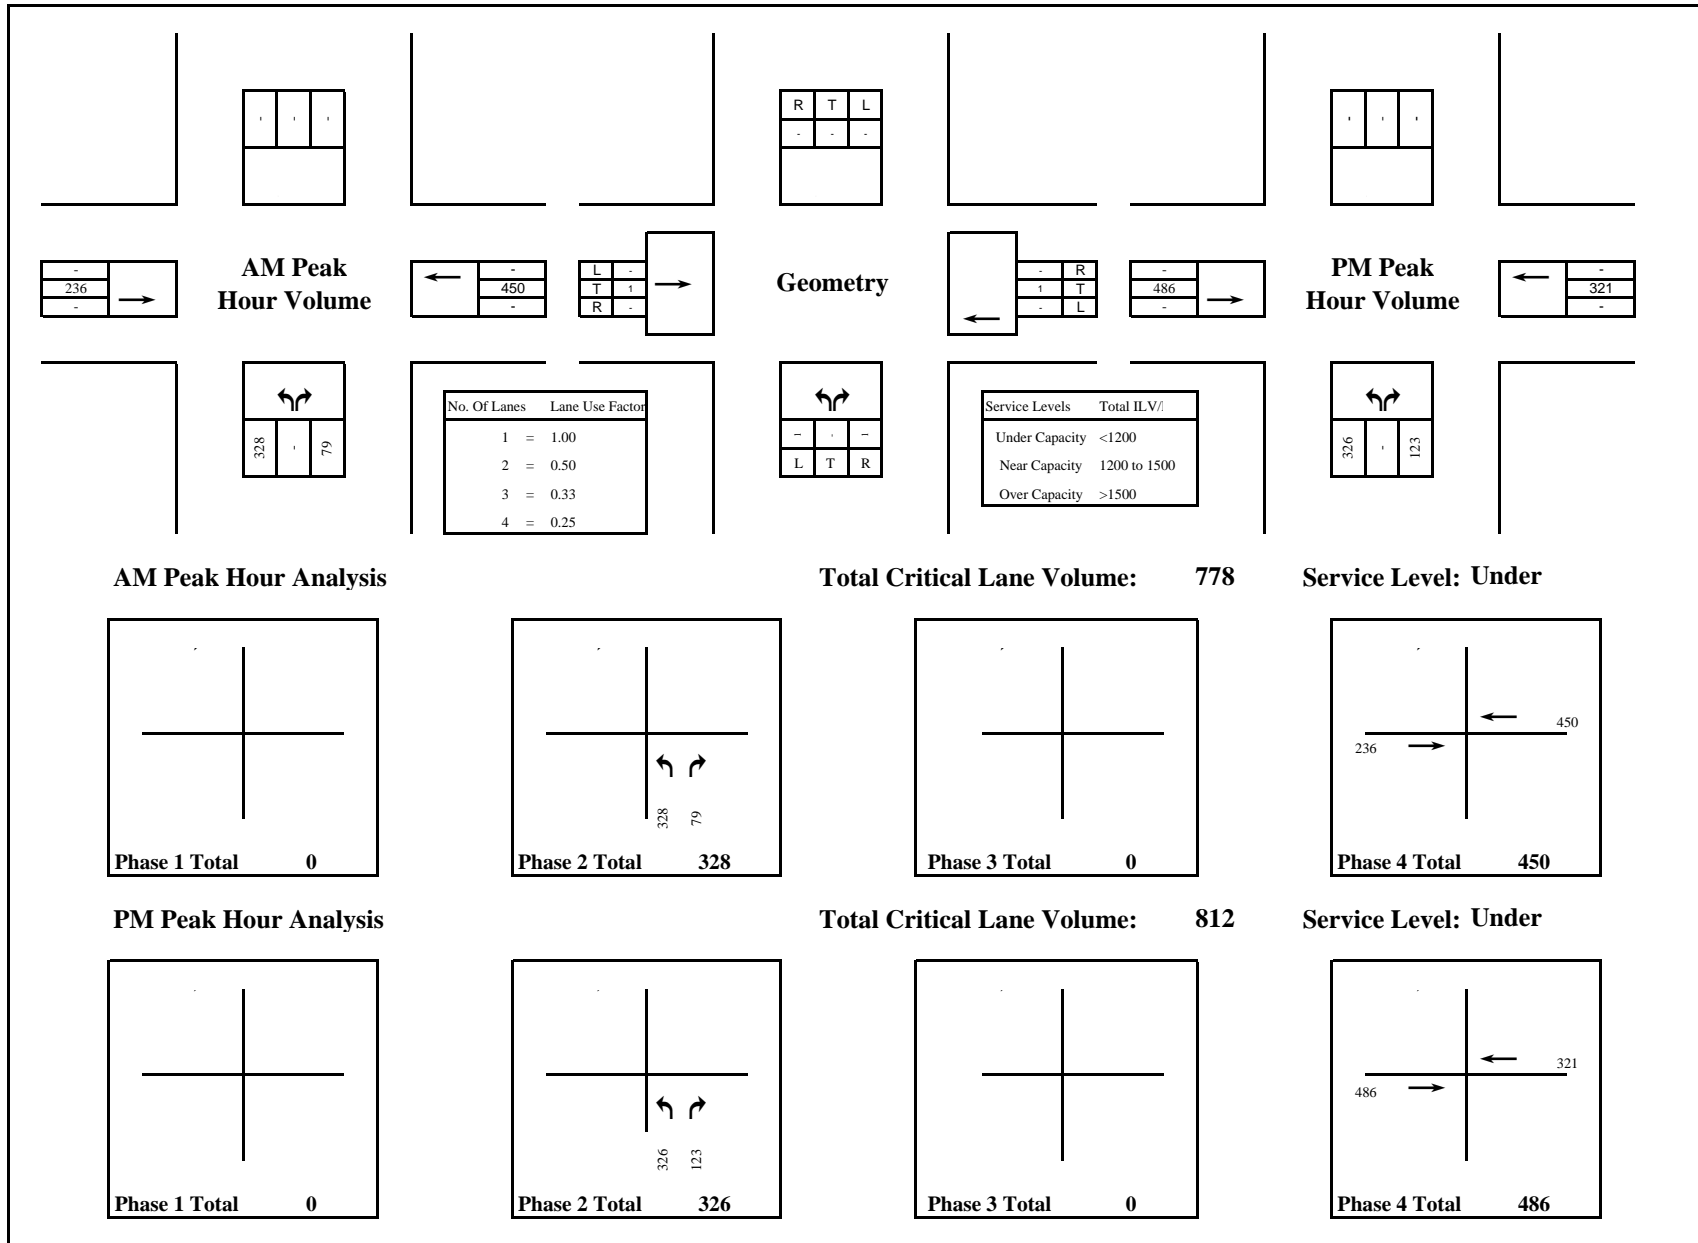 R T L
- - -
- - -
- - -
AM Peak
Hour Volume
Geometry
PM Peak
Hour Volume
-
236
-
-
450
-
L -
T 1
R -
- R
1 T
- L
-
486
-
-
321
-
328 - 79
No. Of Lanes Lane Use Factor
1 = 1.00
2 = 0.50
3 = 0.33
4 = 0.25
1 - 1
L T R
Service Levels Total ILV/
Under Capacity <1200
Near Capacity 1200 to 1500
Over Capacity >1500
326 - 123
AM Peak Hour Analysis Total Critical Lane Volume: 778 Service Level: Under
328 79
236 450
Phase 1 Total 0
Phase 2 Total 328
Phase 3 Total 0
Phase 4 Total 450
PM Peak Hour Analysis Total Critical Lane Volume: 812 Service Level: Under
326 123
486 321
Phase 1 Total 0
Phase 2 Total 326
Phase 3 Total 0
Phase 4 Total 486